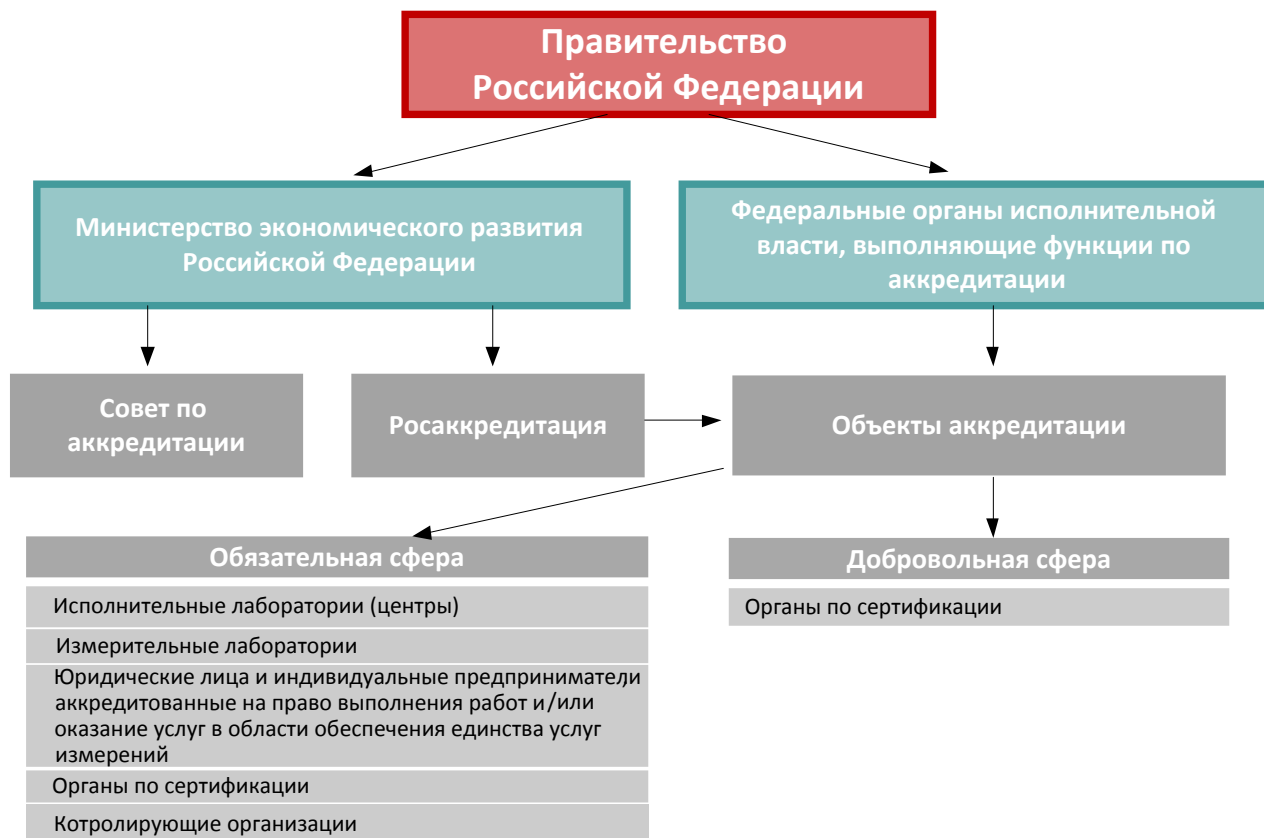 Правительство
Российской Федерации
Министерство экономического развития
Российской Федерации
Федеральные органы исполнительной
власти, выполняющие функции по
аккредитации
Совет по
аккредитации
Росаккредитация
Объекты аккредитации
Обязательная сфера
Исполнительные лаборатории (центры)
Измерительные лаборатории
Юридические лица и индивидуальные предприниматели,
аккредитованные на право выполнения работ и/или
оказание услуг в области обеспечения единства услуг
измерений
Органы по сертификации
Котролирующие организации
Добровольная сфера
Органы по сертификации